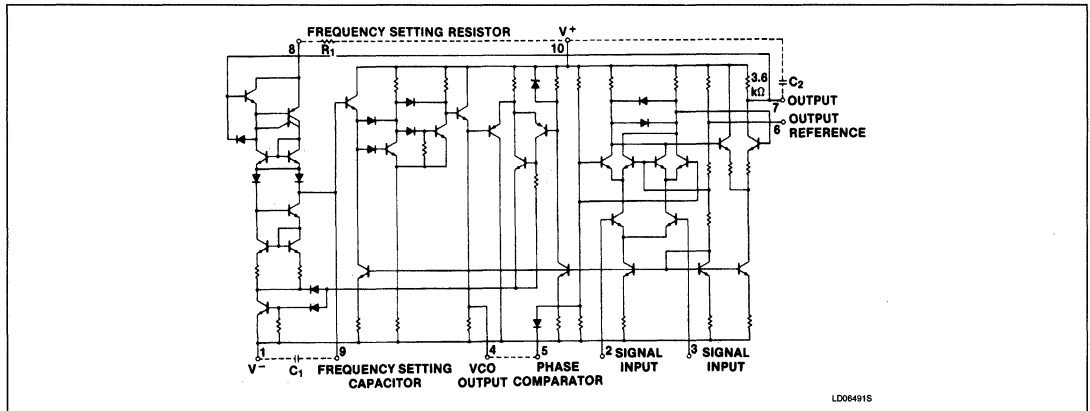 FREQUENCY SETTING RESISTOR
V+
8
R1
10
3.6
kΩ
C2
OUTPUT
7
OUTPUT
6
REFERENCE
1
9
4
5
2
SIGNAL
3
SIGNAL
V−
C1
FREQUENCY SETTING
VCO
PHASE
INPUT
INPUT
CAPACITOR
OUTPUT
COMPARATOR
LD06491S